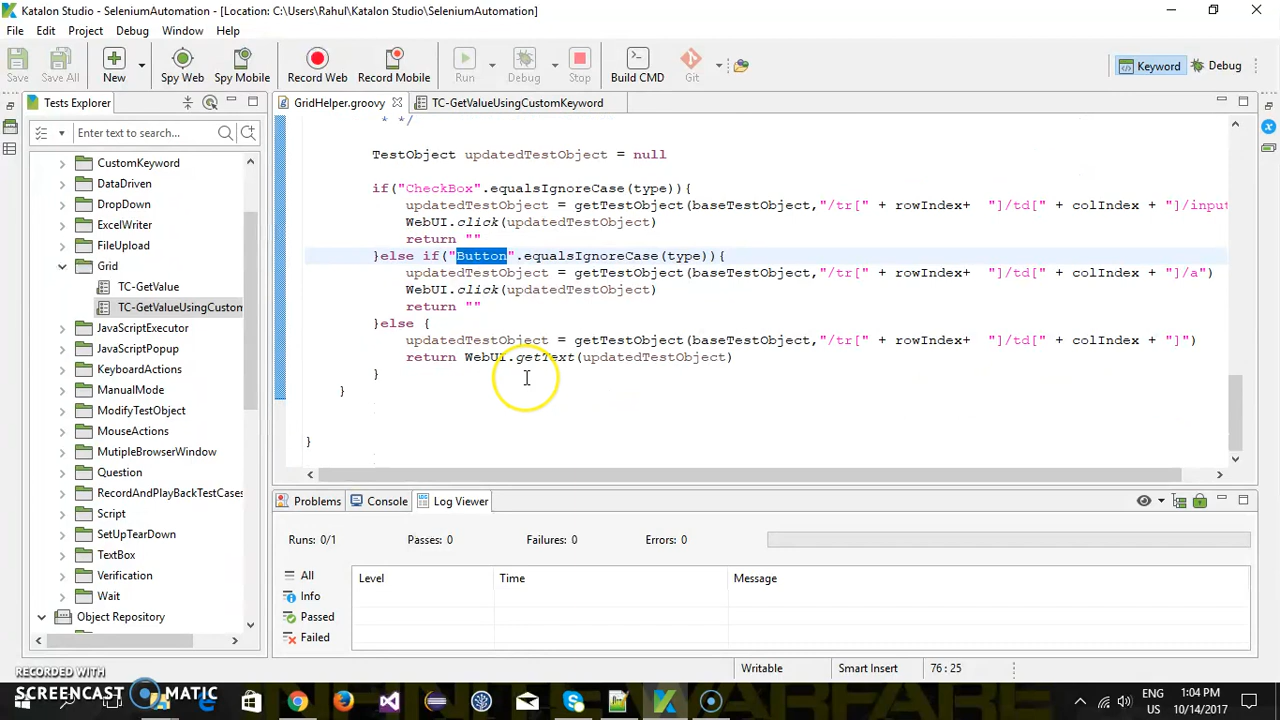 Katalon Studio - SeleniumAutomation - [Location: C:\Users\Rahul\Katalon Studio\SeleniumAutomation]
File Edit Project Debug Window Help
Save Save All New Spy Web Spy Mobile Record Web Record Mobile Run Debug Stop Build CMD Git Keyword Debug
Tests Explorer
GridHelper.groovy
TC-GetValueUsingCustomKeyword
Enter text to search...
CustomKeyword
DataDriven
DropDown
ExcelWriter
FileUpload
Grid
TC-GetValue
TC-GetValueUsingCustom
JavaScriptExecutor
JavaScriptPopup
KeyboardActions
ManualMode
ModifyTestObject
MouseActions
MutipleBrowserWindow
Question
RecordAndPlayBackTestCases
Script
SetUpTearDown
TextBox
Verification
Wait
Object Repository
* */
TestObject updatedTestObject = null
if("CheckBox".equalsIgnoreCase(type)){
updatedTestObject = getTestObject(baseTestObject,"/tr[" + rowIndex+ "]/td[" + colIndex + "]/input
WebUI.click(updatedTestObject)
return ""
}else if("Button".equalsIgnoreCase(type)){
updatedTestObject = getTestObject(baseTestObject,"/tr[" + rowIndex+ "]/td[" + colIndex + "]/a")
WebUI.click(updatedTestObject)
return ""
}else {
updatedTestObject = getTestObject(baseTestObject,"/tr[" + rowIndex+ "]/td[" + colIndex + "]")
return WebUI.getText(updatedTestObject)
}
}
}
Problems Console Log Viewer
Runs: 0/1 Passes: 0 Failures: 0 Errors: 0
All
Info
Passed
Failed
Level Time Message
Writable Smart Insert 76 : 25
RECORDED WITH
SCREENCAST MATIC
ENG
US
1:04 PM
10/14/2017